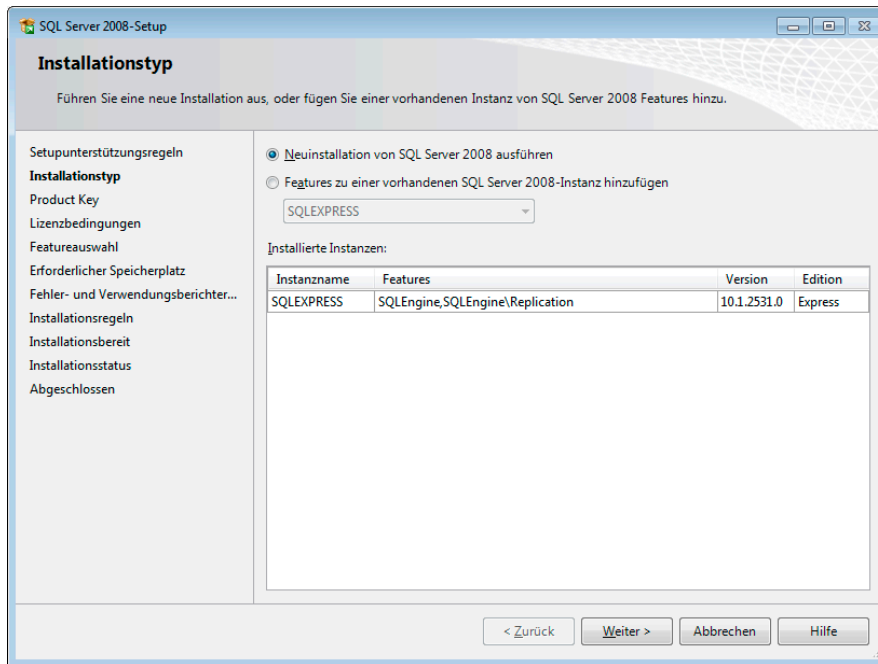 SQL Server 2008-Setup
Installationstyp
Führen Sie eine neue Installation aus, oder fügen Sie einer vorhandenen Instanz von SQL Server 2008 Features hinzu.
Setupunterstützungsregeln
Installationstyp
Product Key
Lizenzbedingungen
Featureauswahl
Erforderlicher Speicherplatz
Fehler- und Verwendungsberichter...
Installationsregeln
Installationsbereit
Installationsstatus
Abgeschlossen
Neuinstallation von SQL Server 2008 ausführen
Features zu einer vorhandenen SQL Server 2008-Instanz hinzufügen
SQLEXPRESS
Installierte Instanzen:
Instanzname Features Version Edition
SQLEXPRESS SQLEngine,SQLEngine\Replication 10.1.2531.0 Express
< Zurück Weiter > Abbrechen Hilfe